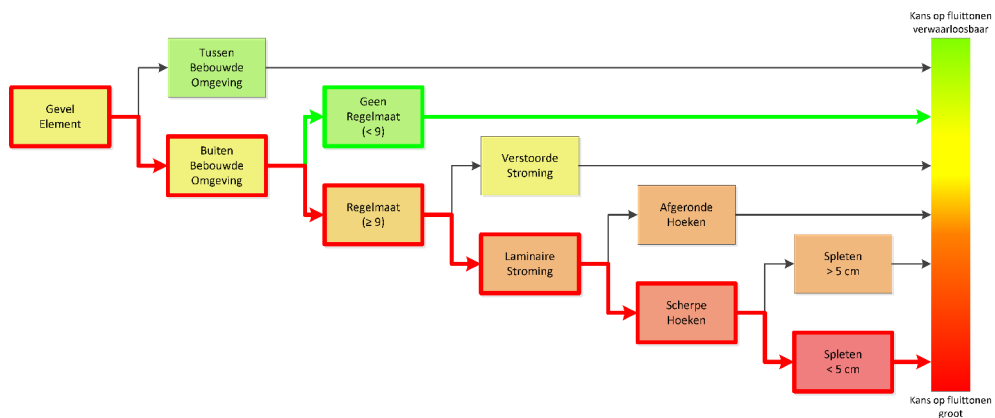 Kans op fluittonen
verwaarloosbaar
Tussen
Bebouwde
Omgeving
Gevel
Element
Geen
Regelmaat
(< 9)
Buiten
Bebouwde
Omgeving
Verstoorde
Stroming
Regelmaat
(≥ 9)
Afgeronde
Hoeken
Laminaire
Stroming
Spleten
> 5 cm
Scherpe
Hoeken
Spleten
< 5 cm
Kans op fluittonen
groot